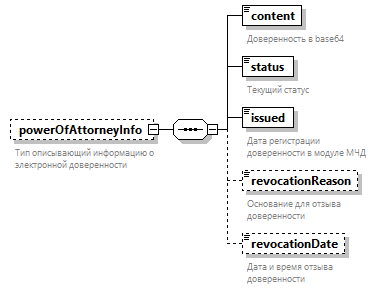 content
Доверенность в base64
status
Текущий статус
issued
Дата регистрации
доверенности в модуле МЧД
powerOfAttorneyInfo
Тип описывающий информацию о
электронной доверенности
revocationReason
Основание для отзыва
доверенности
revocationDate
Дата и время отзыва
доверенности